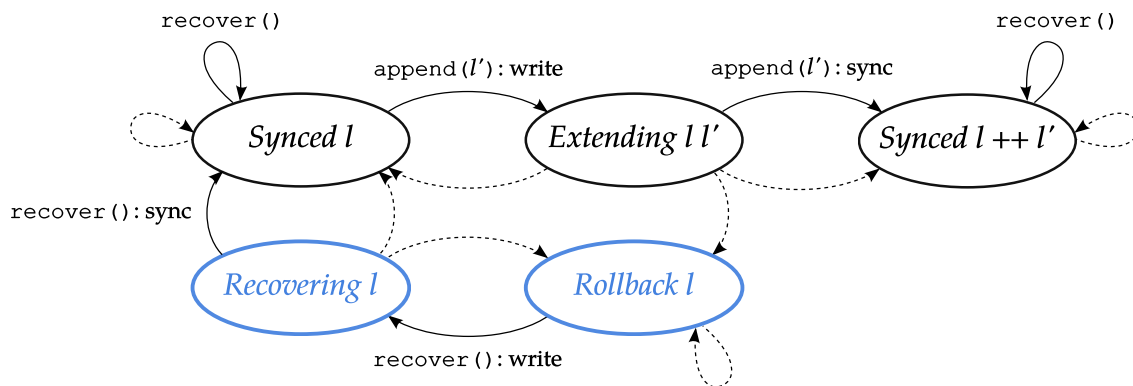 recover()
recover()
append(l′): write
append(l′): sync
Synced l
Extending l l′
Synced l ++ l′
recover(): sync
Recovering l
Rollback l
recover(): write